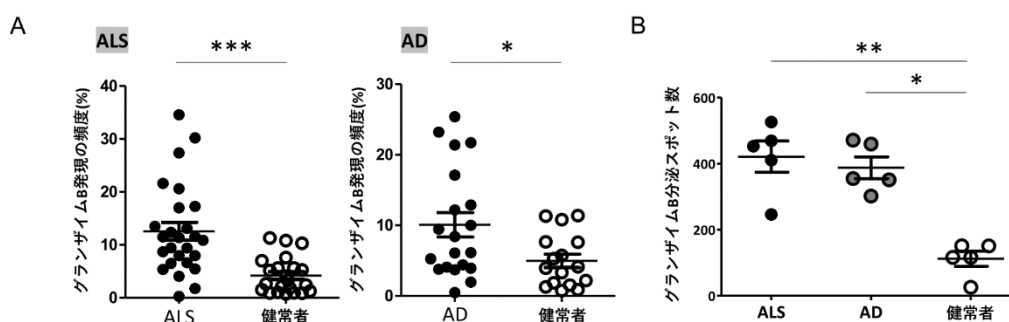 A
ALS
***
グランザイムB発現の頻度(%)
40
30
20
10
0
ALS
健常者
AD
*
グランザイムB発現の頻度(%)
30
20
10
0
AD
健常者
B
**
*
グランザイムB分泌スポット数
600
400
200
0
ALS
AD
健常者